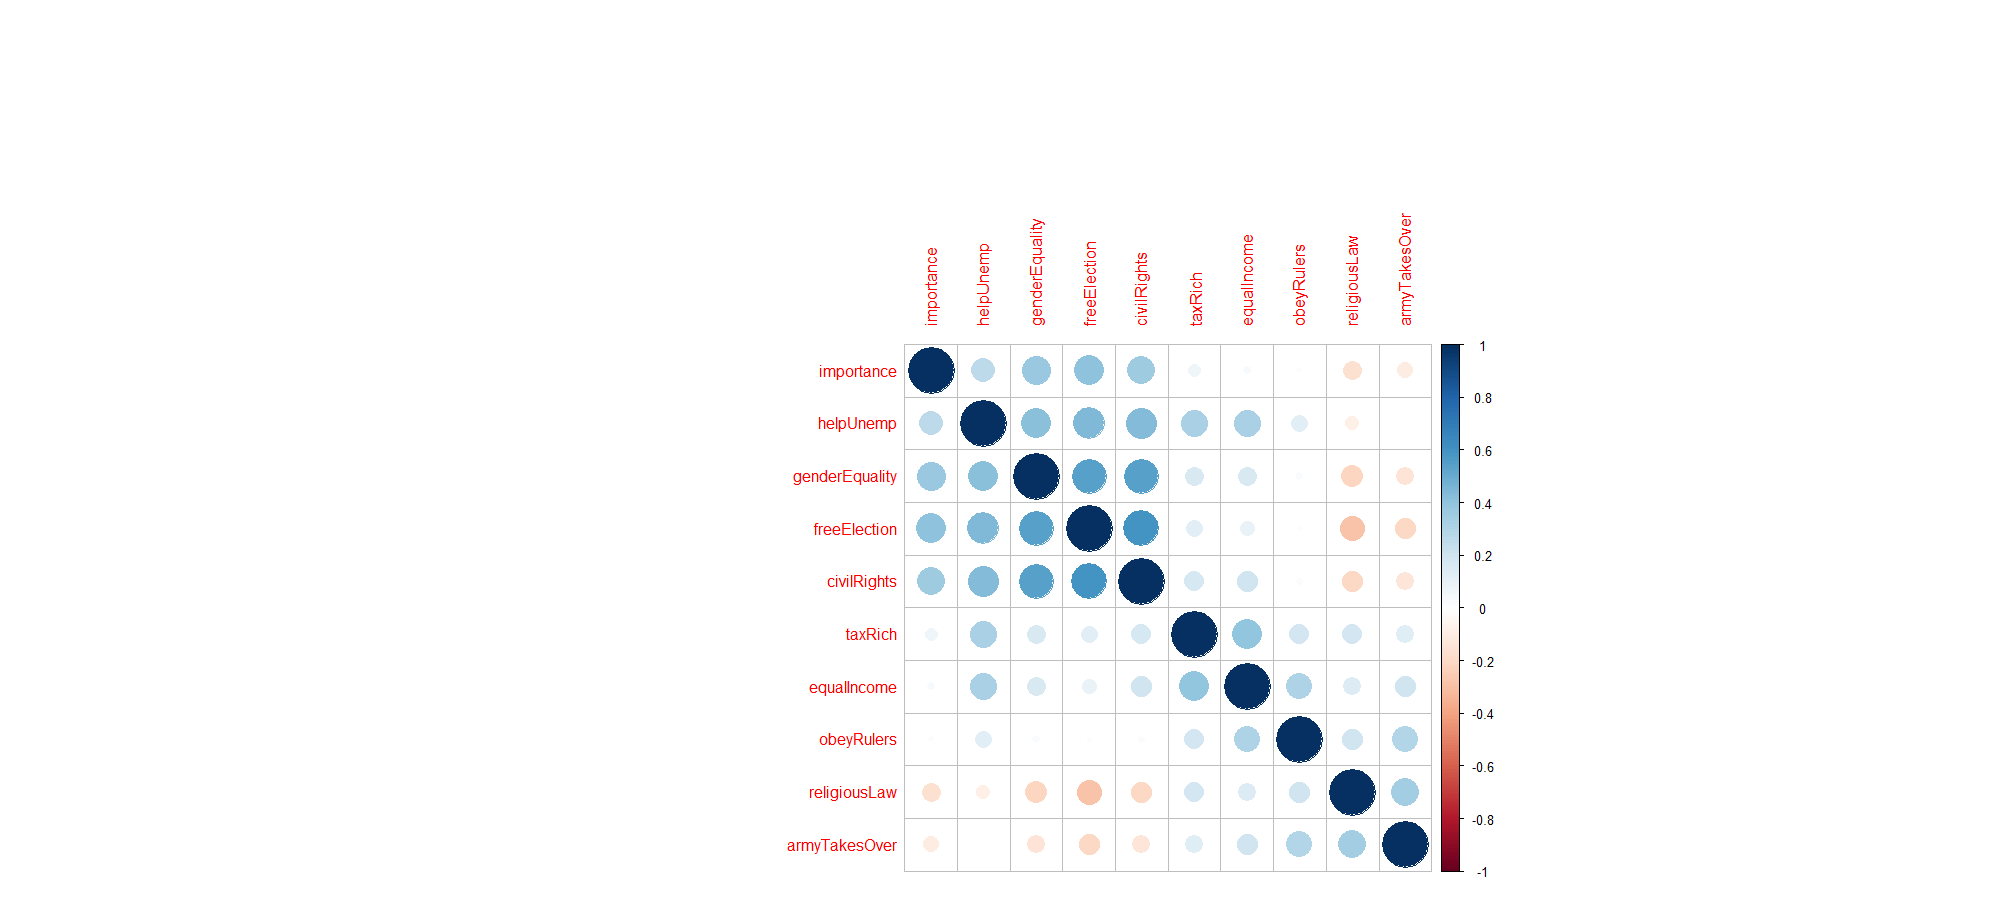 importance
helpUnemp
genderEquality
freeElection
civilRights
taxRich
equalIncome
obeyRulers
religiousLaw
armyTakesOver
importance
helpUnemp
genderEquality
freeElection
civilRights
taxRich
equalIncome
obeyRulers
religiousLaw
armyTakesOver
1
0.8
0.6
0.4
0.2
0
-0.2
-0.4
-0.6
-0.8
-1